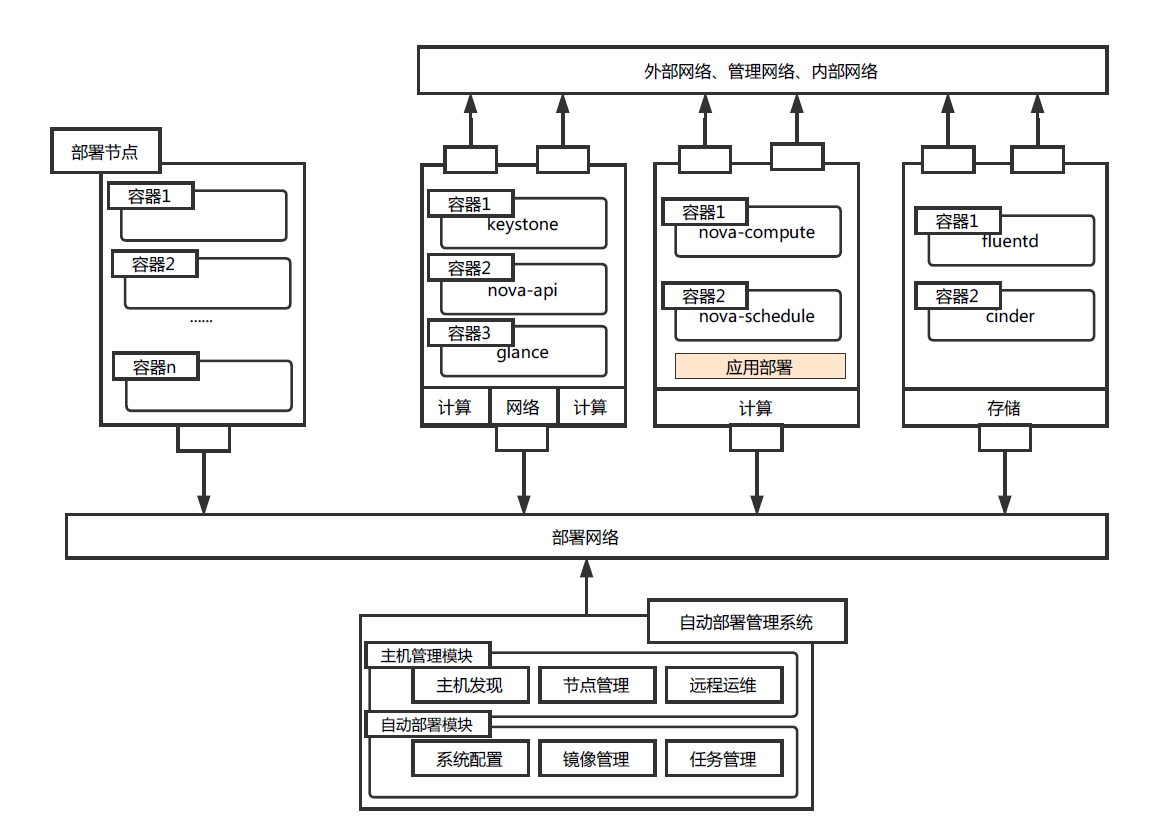 外部网络、管理网络、内部网络
部署节点
容器1
容器2
……
容器n
容器1
keystone
容器2
nova-api
容器3
glance
计算
网络
计算
容器1
nova-compute
容器2
nova-schedule
应用部署
计算
容器1
fluentd
容器2
cinder
存储
部署网络
自动部署管理系统
主机管理模块
主机发现
节点管理
远程运维
自动部署模块
系统配置
镜像管理
任务管理